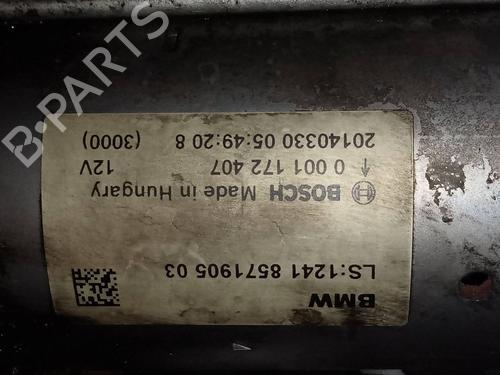 BMW
LS:1241 8571905 03
BOSCH Made in Hungary
↑ 0 001 172 407 12V
20140330 05:49:20 8 (3000)
B-PARTS